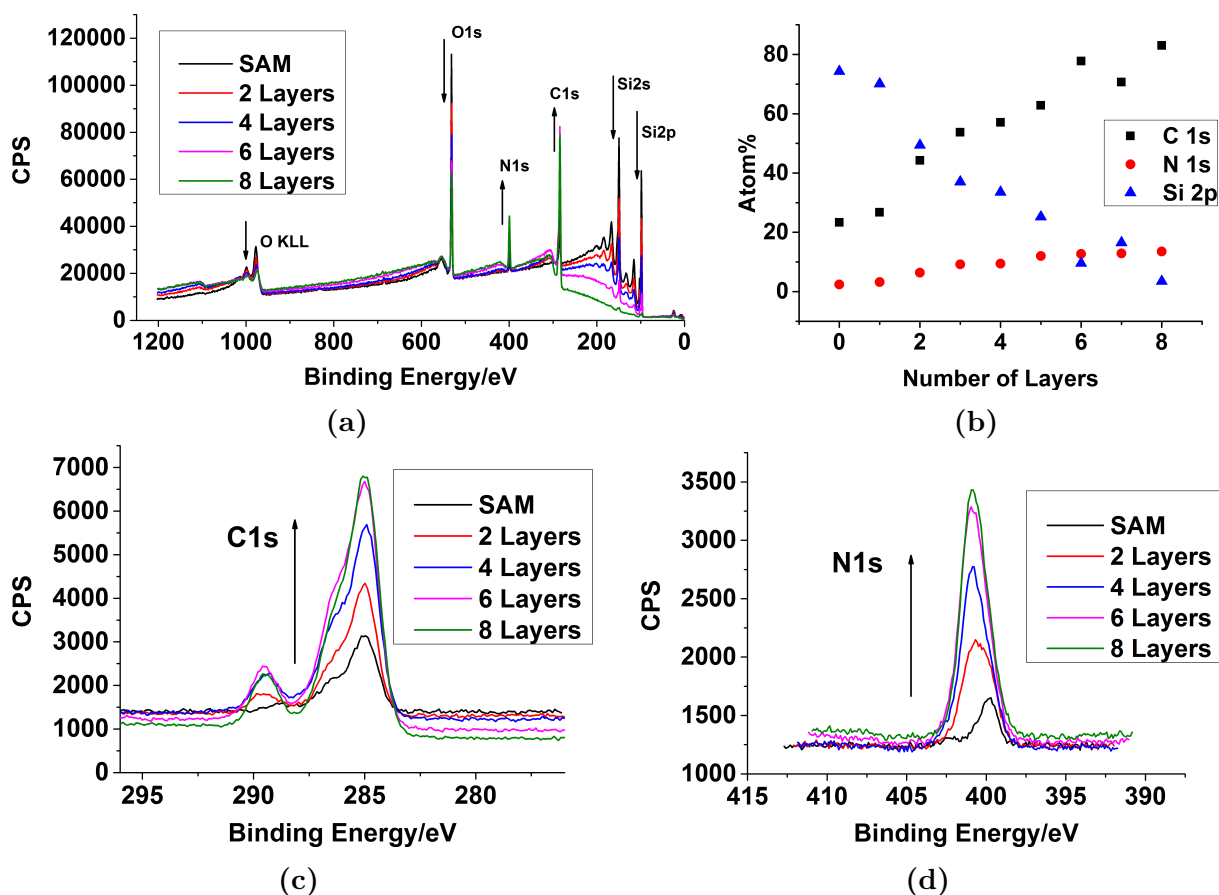 120000
100000
80000
60000
40000
20000
0
CPS
SAM
2 Layers
4 Layers
6 Layers
8 Layers
O KLL
O1s
N1s
C1s
Si2s
Si2p
1200 1000 800 600 400 200 0
Binding Energy/eV
(a)
80
60
40
20
0
Atom%
C 1s
N 1s
Si 2p
0 2 4 6 8
Number of Layers
(b)
7000
6000
5000
4000
3000
2000
1000
0
CPS
C1s
SAM
2 Layers
4 Layers
6 Layers
8 Layers
295 290 285 280
Binding Energy/eV
(c)
3500
3000
2500
2000
1500
1000
CPS
N1s
SAM
2 Layers
4 Layers
6 Layers
8 Layers
415 410 405 400 395 390
Binding Energy/eV
(d)